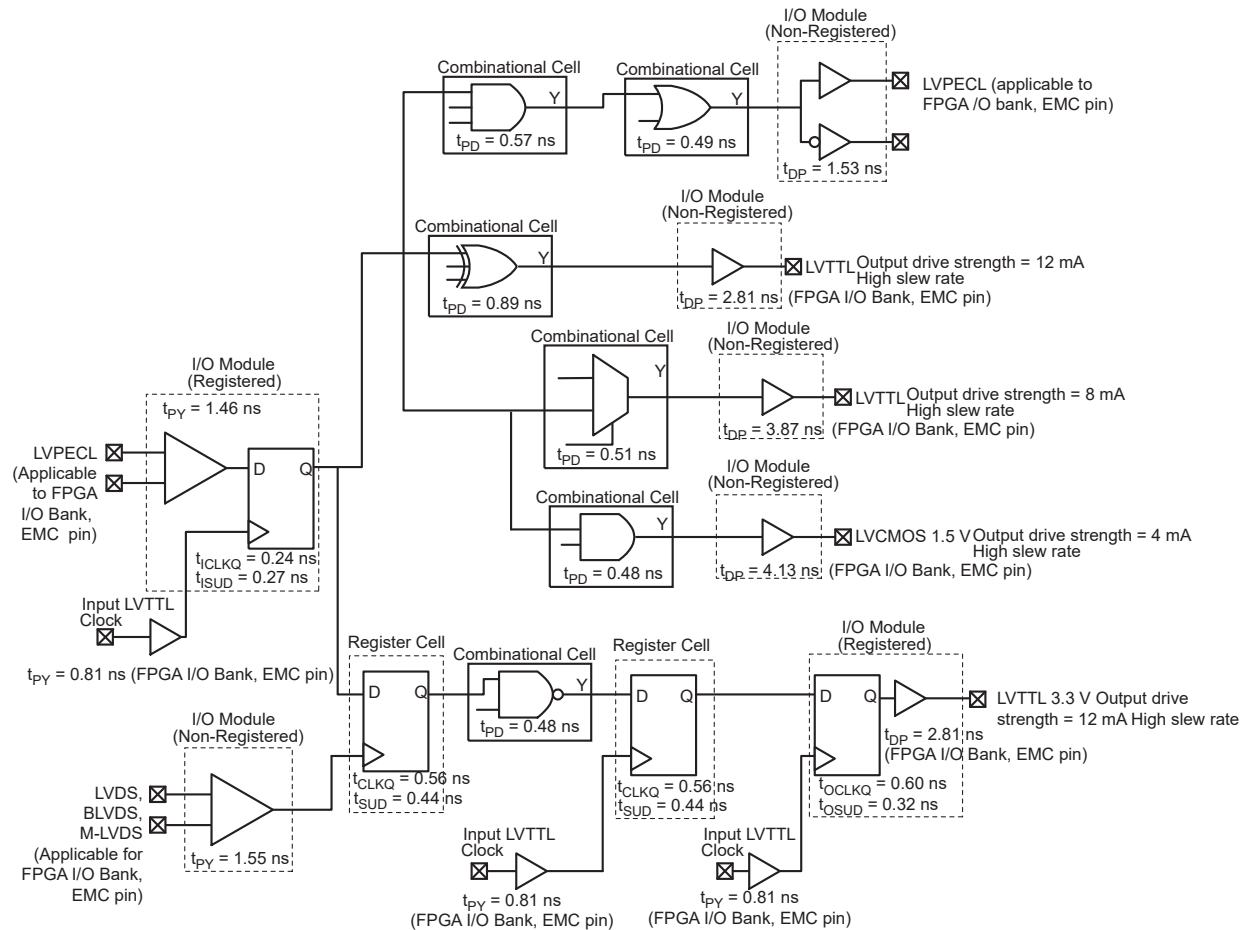 I/O Module
(Non-Registered)
Combinational Cell
Y
tPD = 0.57 ns
Combinational Cell
Y
tPD = 0.49 ns
LVPECL (applicable to
FPGA /O bank, EMC pin)
tDP = 1.53 ns
I/O Module
(Non-Registered)
Combinational Cell
Y
tPD = 0.89 ns
tDP = 2.81 ns
LVTTL Output drive strength = 12 mA
High slew rate
(FPGA I/O Bank, EMC pin)
I/O Module
(Non-Registered)
Combinational Cell
Y
tPD = 0.51 ns
tDP = 3.87 ns
LVTTL Output drive strength = 8 mA
High slew rate
(FPGA I/O Bank, EMC pin)
I/O Module
(Registered)
tPY = 1.46 ns
LVPECL
(Applicable
to FPGA
I/O Bank,
EMC pin)
D
Q
tICLKQ = 0.24 ns
tISUD = 0.27 ns
I/O Module
(Non-Registered)
Combinational Cell
Y
tPD = 0.48 ns
tDP = 4.13 ns
LVCMOS 1.5 V Output drive strength = 4 mA
High slew rate
(FPGA I/O Bank, EMC pin)
Input LVTTL
Clock
tPY = 0.81 ns (FPGA I/O Bank, EMC pin)
Register Cell
D
Q
tCLKQ = 0.56 ns
tSUD = 0.44 ns
Combinational Cell
Y
tPD = 0.48 ns
Register Cell
D
Q
tCLKQ = 0.56 ns
tSUD = 0.44 ns
I/O Module
(Registered)
D
Q
tDP = 2.81 ns
(FPGA I/O Bank, EMC pin)
tOCLKQ = 0.60 ns
tOSUD = 0.32 ns
LVTTL 3.3 V Output drive
strength = 12 mA High slew rate
I/O Module
(Non-Registered)
LVDS,
BLVDS,
M-LVDS
(Applicable for
FPGA I/O Bank,
EMC pin)
tPY = 1.55 ns
Input LVTTL
Clock
tPY = 0.81 ns
(FPGA I/O Bank, EMC pin)
Input LVTTL
Clock
tPY = 0.81 ns
(FPGA I/O Bank, EMC pin)